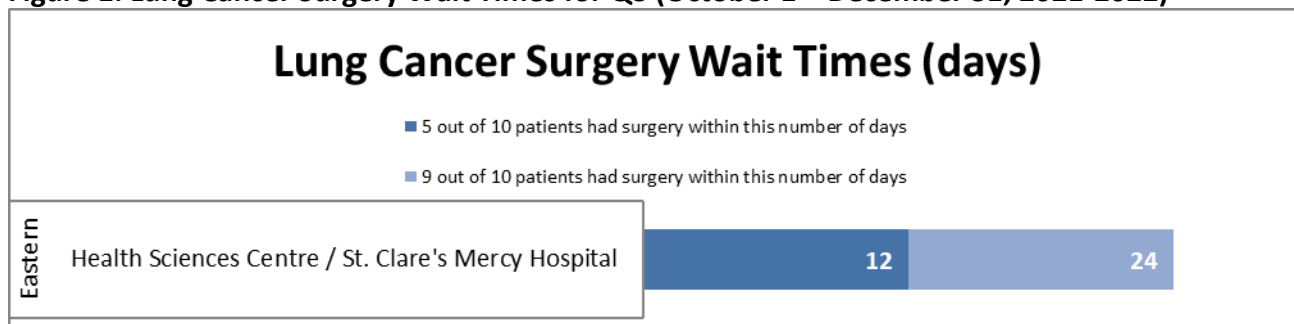 Lung Cancer Surgery Wait Times (days)
5 out of 10 patients had surgery within this number of days
9 out of 10 patients had surgery within this number of days
Eastern
Health Sciences Centre / St. Clare's Mercy Hospital
12
24